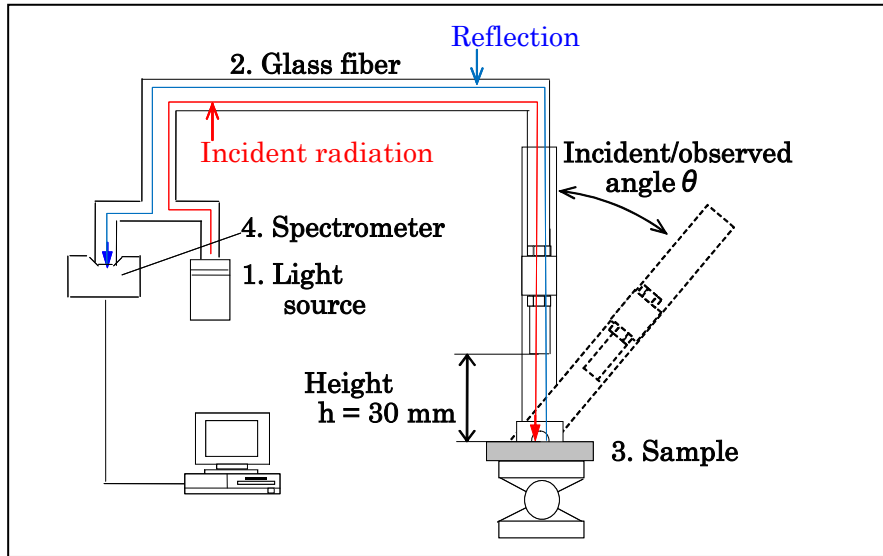 Reflection
2. Glass fiber
Incident radiation
Incident/observed
angle θ
4. Spectrometer
1. Light
source
Height
h = 30 mm
3. Sample